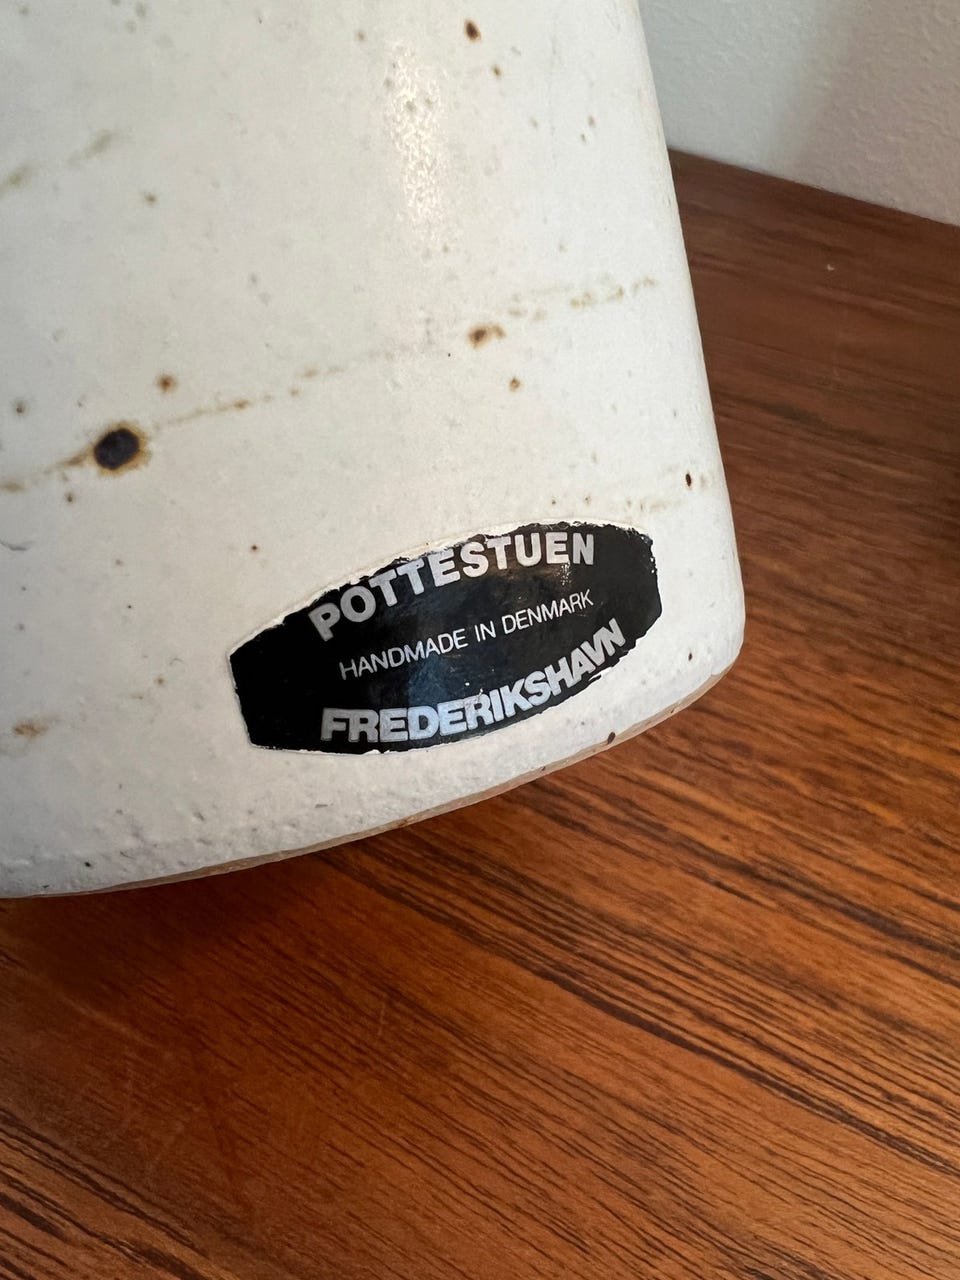 POTTESTUEN
HANDMADE IN DENMARK
FREDERIKSHAVN